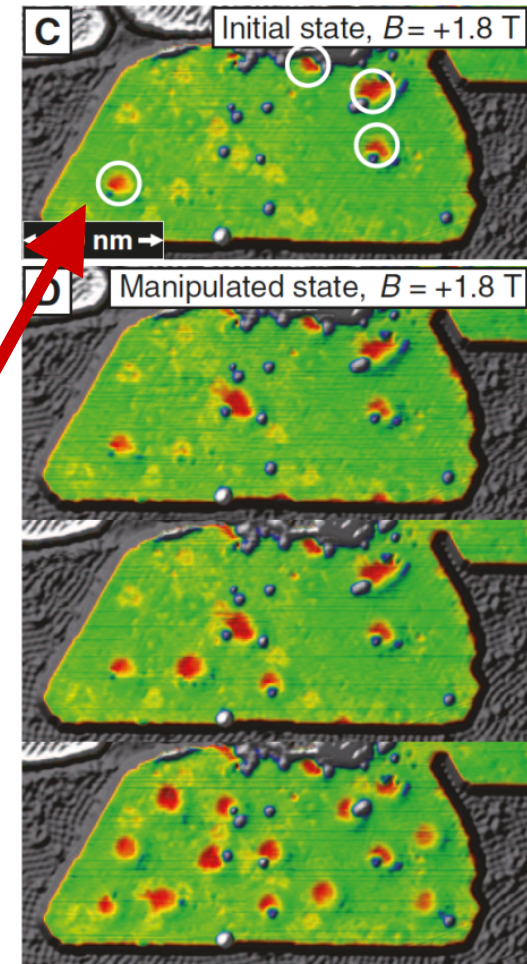 C
Initial state, B = +1.8 T
nm
D
Manipulated state, B = +1.8 T